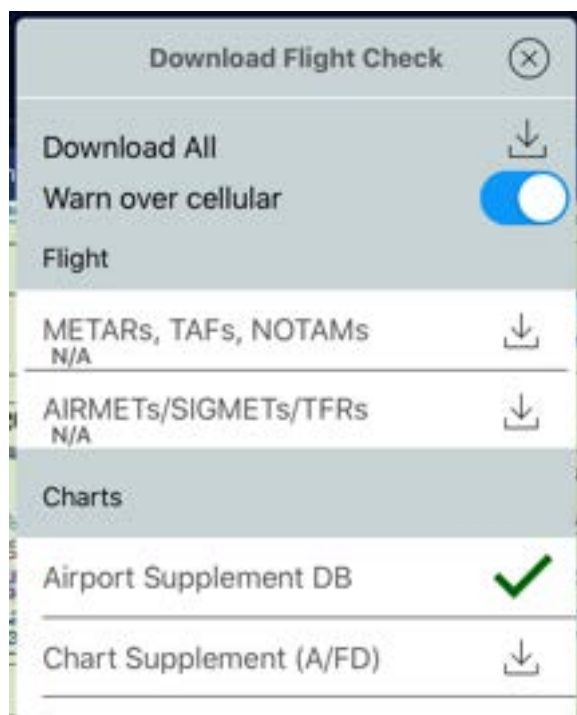 Download Flight Check
Download All
Warn over cellular
Flight
METARs, TAFs, NOTAMs
N/A
AIRMETs/SIGMETs/TFRs
N/A
Charts
Airport Supplement DB
Chart Supplement (A/FD)